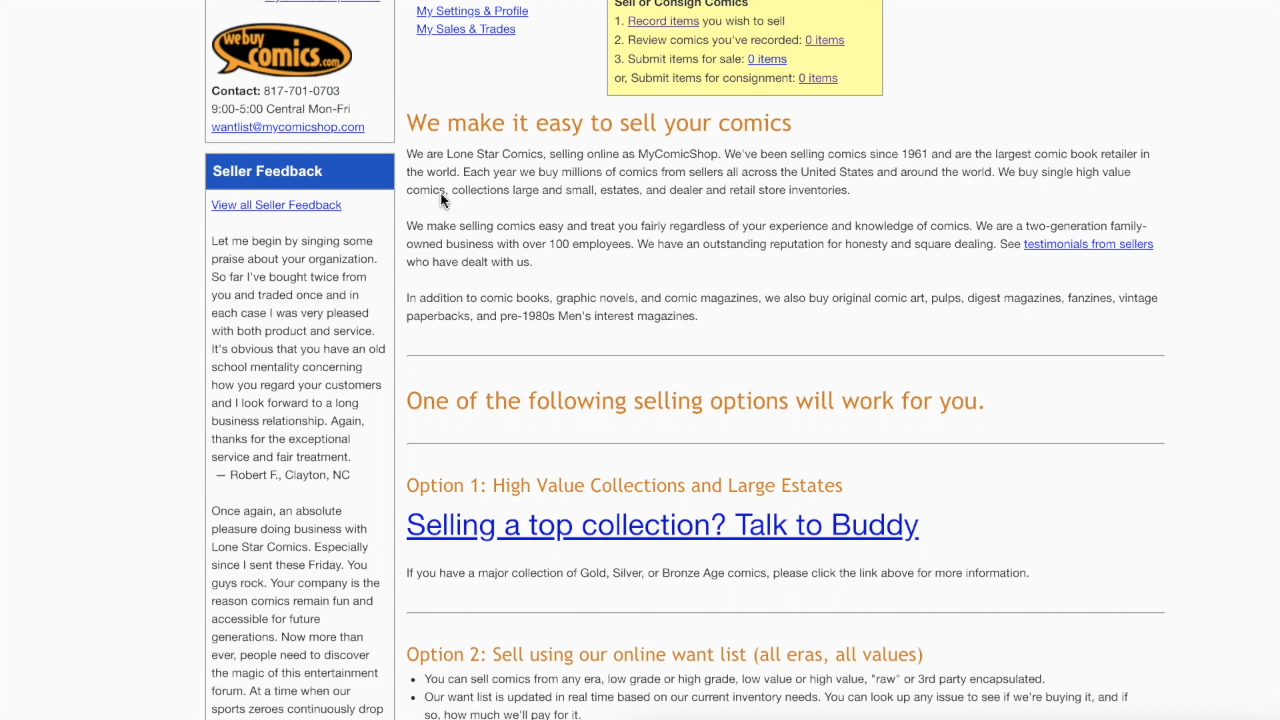 we buy
comics.com
Contact: 817-701-0703
9:00-5:00 Central Mon-Fri
wantlist@mycomicshop.com
Seller Feedback
View all Seller Feedback
Let me begin by singing some
praise about your organization.
So far I've bought twice from
you and traded once and in
each case I was very pleased
with both product and service.
It's obvious that you have an old
school mentality concerning
how you regard your customers
and I look forward to a long
business relationship. Again,
thanks for the exceptional
service and fair treatment.
— Robert F., Clayton, NC
Once again, an absolute
pleasure doing business with
Lone Star Comics. Especially
since I sent these Friday. You
guys rock. Your company is the
reason comics remain fun and
accessible for future
generations. Now more than
ever, people need to discover
the magic of this entertainment
forum. At a time when our
sports zeroes continuously drop
My Settings & Profile
My Sales & Trades
Sell or Consign Comics
1. Record items you wish to sell
2. Review comics you've recorded: 0 items
3. Submit items for sale: 0 items
or, Submit items for consignment: 0 items
We make it easy to sell your comics
We are Lone Star Comics, selling online as MyComicShop. We've been selling comics since 1961 and are the largest comic book retailer in
the world. Each year we buy millions of comics from sellers all across the United States and around the world. We buy single high value
comics, collections large and small, estates, and dealer and retail store inventories.
We make selling comics easy and treat you fairly regardless of your experience and knowledge of comics. We are a two-generation family-
owned business with over 100 employees. We have an outstanding reputation for honesty and square dealing. See testimonials from sellers
who have dealt with us.
In addition to comic books, graphic novels, and comic magazines, we also buy original comic art, pulps, digest magazines, fanzines, vintage
paperbacks, and pre-1980s Men's interest magazines.
One of the following selling options will work for you.
Option 1: High Value Collections and Large Estates
Selling a top collection? Talk to Buddy
If you have a major collection of Gold, Silver, or Bronze Age comics, please click the link above for more information.
Option 2: Sell using our online want list (all eras, all values)
• You can sell comics from any era, low grade or high grade, low value or high value, "raw" or 3rd party encapsulated.
• Our want list is updated in real time based on our current inventory needs. You can look up any issue to see if we're buying it, and if
so, how much we'll pay for it.